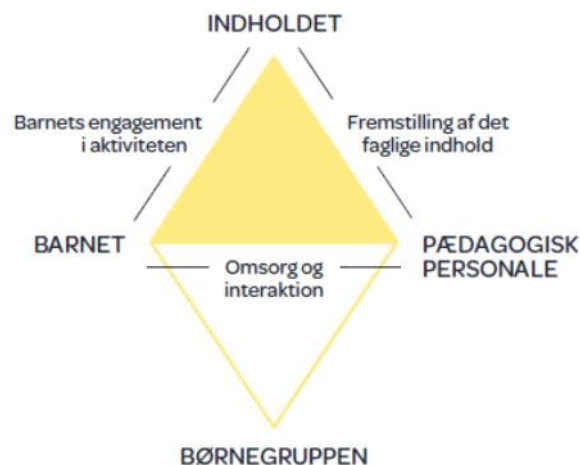 INDHOLDET
Barnets engagement
i aktiviteten
Fremstilling af det
faglige indhold
BARNET
Omsorg og
interaktion
PÆDAGOGISK
PERSONALE
BØRNEGRUPPEN